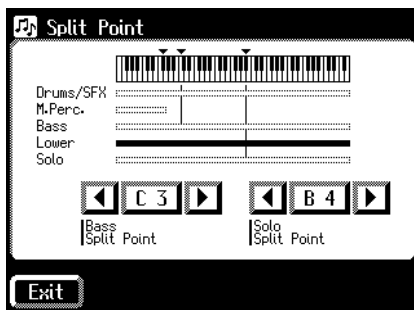 Split Point
Drums/SFX
M.Perc.
Bass
Lower
Solo
C 3
B 4
Bass
Split Point
Solo
Split Point
Exit